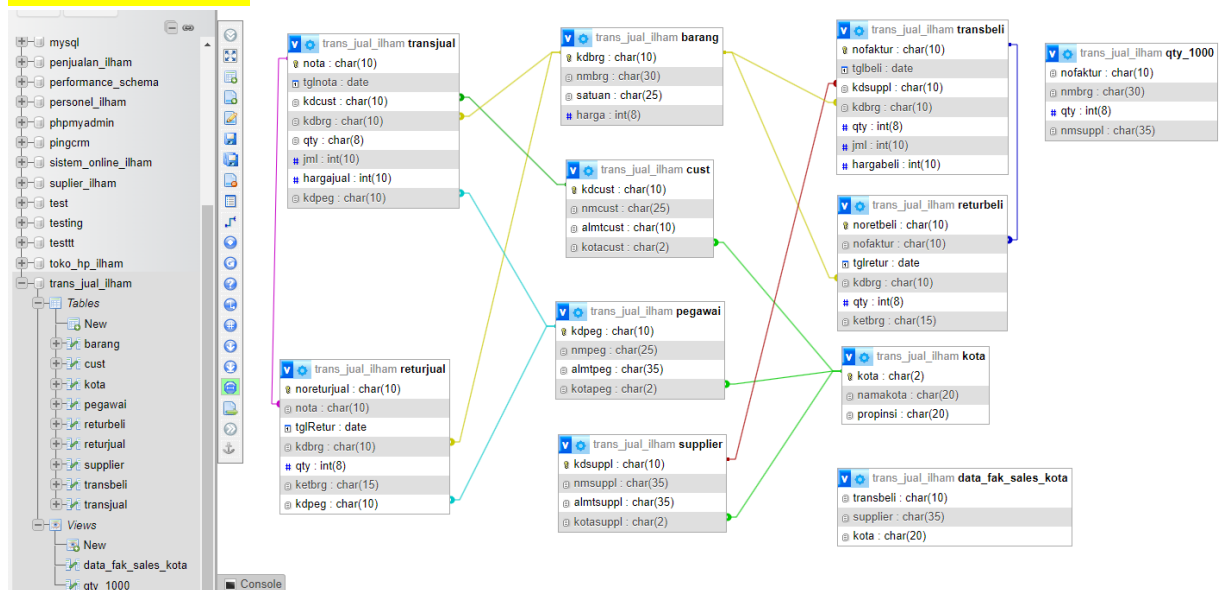 mysql
penjualan_ilham
performance_schema
personel_ilham
phpmyadmin
pingcrm
sistem_online_ilham
suplier_ilham
test
testing
testtt
toko_hp_ilham
trans_jual_ilham
Tables
New
barang
cust
kota
pegawai
returbeli
returjual
supplier
transbeli
transjual
Views
New
data_fak_sales_kota
qty_1000
Console
v trans_jual_ilham transjual
nota : char(10)
tglnota : date
kdcust : char(10)
kdbrg : char(10)
qty : char(8)
# jml : int(10)
# hargajual : int(10)
kdpeg : char(10)
v trans_jual_ilham returjual
noreturjual : char(10)
nota : char(10)
tglRetur : date
kdbrg : char(10)
# qty : int(8)
ketbrg : char(15)
kdpeg : char(10)
v trans_jual_ilham barang
kdbrg : char(10)
nmbrg : char(30)
satuan : char(25)
# harga : int(8)
v trans_jual_ilham cust
kdcust : char(10)
nmcust : char(25)
almtcust : char(10)
kotacust : char(2)
v trans_jual_ilham pegawai
kdpeg : char(10)
nmpeg : char(25)
almtpeg : char(35)
kotapeg : char(2)
v trans_jual_ilham supplier
kdsuppl : char(10)
nmsuppl : char(35)
almtsuppl : char(35)
kotasuppl : char(2)
v trans_jual_ilham transbeli
nofaktur : char(10)
tglbeli : date
kdsuppl : char(10)
kdbrg : char(10)
# qty : int(8)
# jml : int(10)
# hargabeli : int(10)
v trans_jual_ilham returbeli
noretbeli : char(10)
nofaktur : char(10)
tglretur : date
kdbrg : char(10)
# qty : int(8)
ketbrg : char(15)
v trans_jual_ilham kota
kota : char(2)
namakota : char(20)
propinsi : char(20)
v trans_jual_ilham data_fak_sales_kota
transbeli : char(10)
supplier : char(35)
kota : char(20)
v trans_jual_ilham qty_1000
nofaktur : char(10)
nmbrg : char(30)
# qty : int(8)
nmsuppl : char(35)